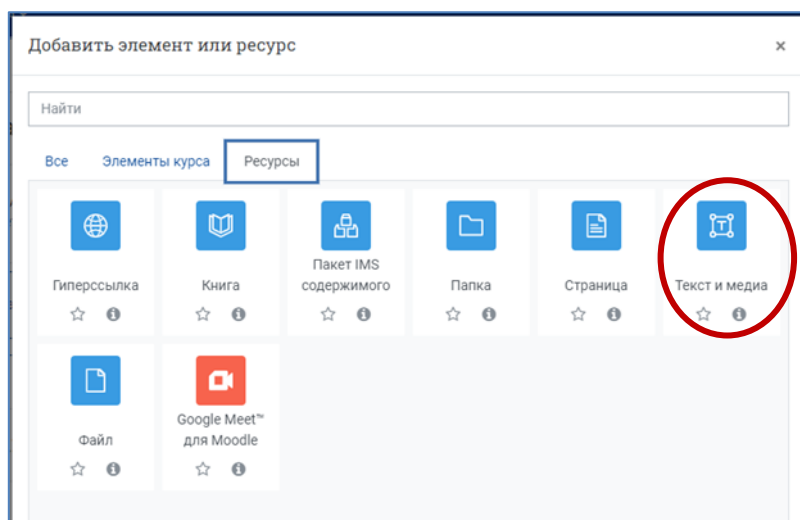 Добавить элемент или ресурс ×
Найти
Все Элементы курса Ресурсы
Гиперссылка
Книга
Пакет IMS
содержимого
Папка
Страница
Текст и медиа
Файл
Google Meet™
для Moodle